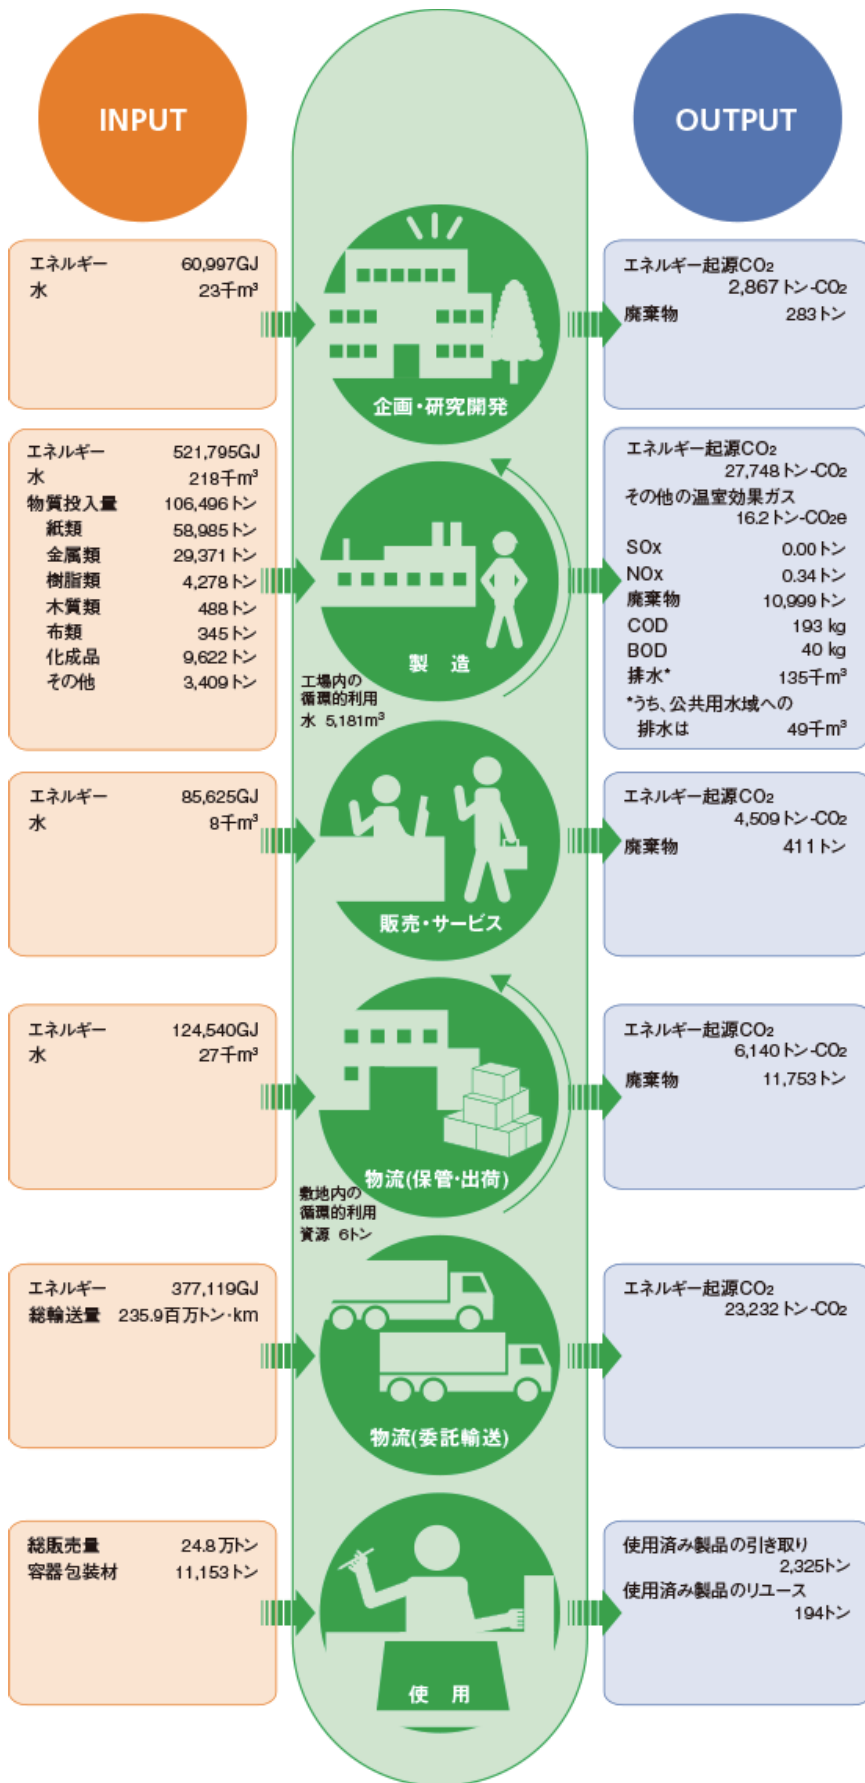 INPUT
OUTPUT
エネルギー 60,997GJ
水 23千m³
企画・研究開発
エネルギー起源CO₂
2,867トン-CO₂
廃棄物 283トン
エネルギー 521,795GJ
水 218千m³
物質投入量 106,496トン
紙類 58,985トン
金属類 29,371トン
樹脂類 4,278トン
木質類 488トン
布類 345トン
化成品 9,622トン
その他 3,409トン
製 造
工場内の
循環的利用
水 5,181m³
エネルギー起源CO₂
27,748トン-CO₂
その他の温室効果ガス
16.2トン-CO₂e
SOx 0.00トン
NOx 0.34トン
廃棄物 10,999トン
COD 193 kg
BOD 40 kg
排水* 135千m³
*うち、公共用水域への
排水は 49千m³
エネルギー 85,625GJ
水 8千m³
販売・サービス
エネルギー起源CO₂
4,509トン-CO₂
廃棄物 411トン
エネルギー 124,540GJ
水 27千m³
物流(保管・出荷)
敷地内の
循環的利用
資源 6トン
エネルギー起源CO₂
6,140トン-CO₂
廃棄物 11,753トン
エネルギー 377,119GJ
総輸送量 235.9百万トン・km
物流(委託輸送)
エネルギー起源CO₂
23,232トン-CO₂
総販売量 24.8万トン
容器包装材 11,153トン
使 用
使用済み製品の引き取り
2,325トン
使用済み製品のリユース
194トン